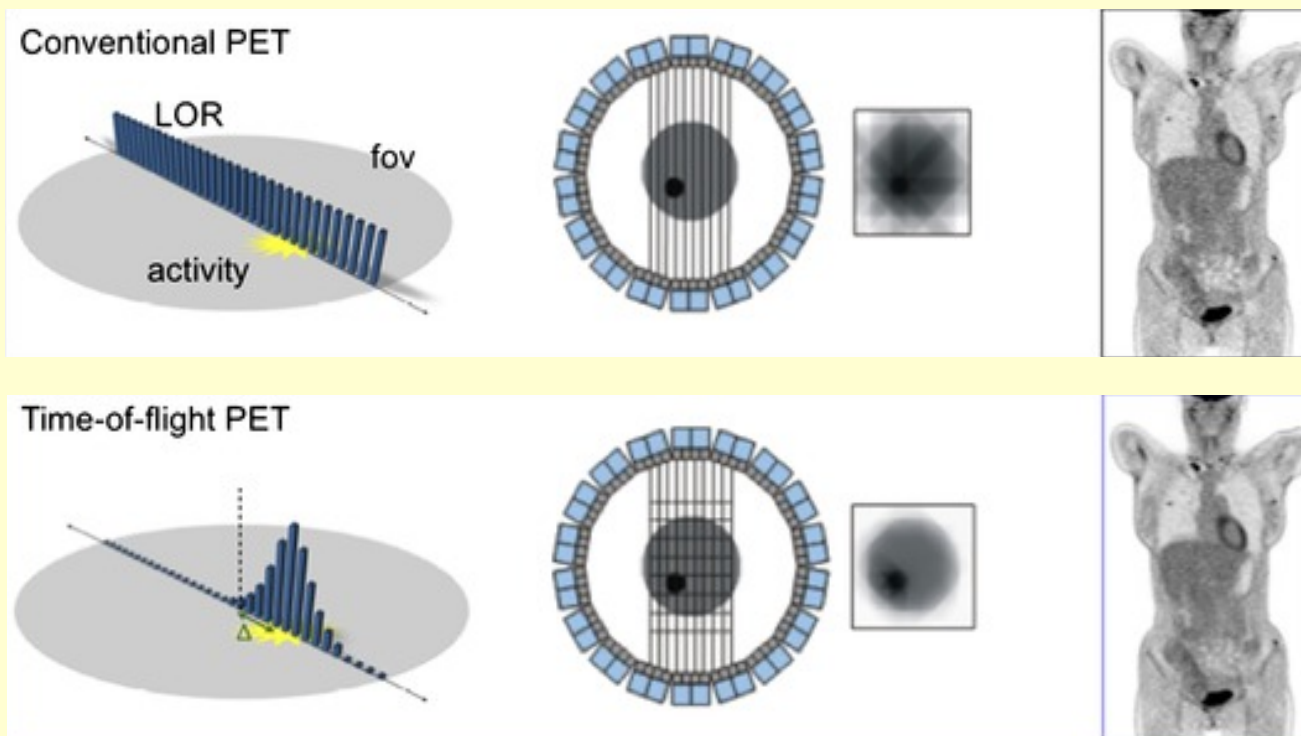 Conventional PET
LOR
fov
activity
Time-of-flight PET
Δ